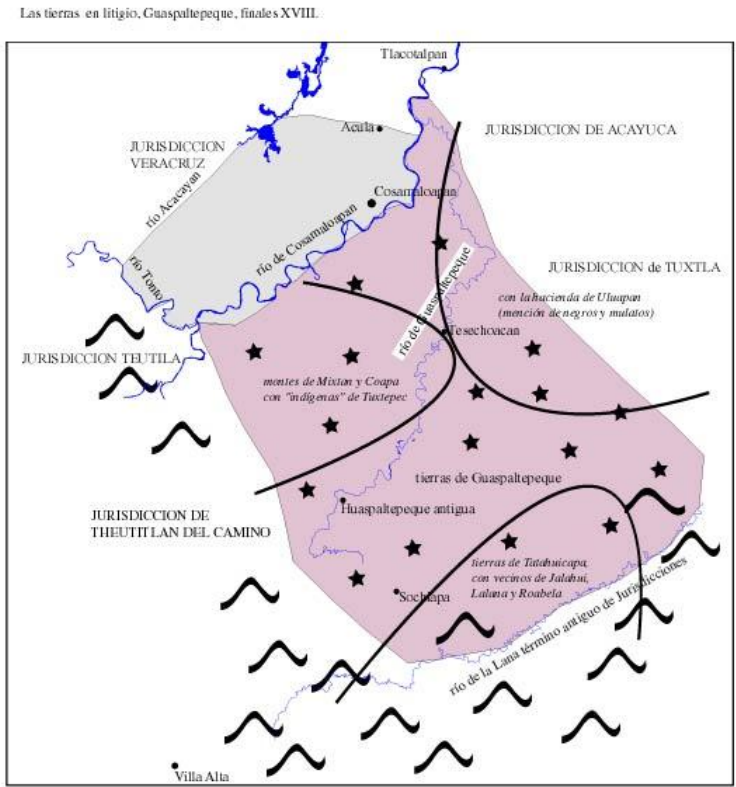 Las tierras en litigio, Guaspaltepeque, finales XVIII.
Tlacotalpan
Acula
JURISDICCION DE ACAYUCA
JURISDICCION
VERACRUZ
río Acacayan
Cosamaloapan
río de Cosamaloapan
río Tonto
río de Guaspaltepeque
JURISDICCION de TUXTLA
con la hacienda de Uluapan
(mención de negros y mulatos)
Tesechoacan
JURISDICCION TEUTILA
montes de Mixtan y Coapa
con "indígenas" de Tuxtepec
tierras de Guaspaltepeque
Huaspaltepeque antigua
JURISDICCION DE
THEUTITLAN DEL CAMINO
tierras de Tatahuicapa,
con vecinos de Jalahui,
Lalana y Roabela
Sochiapa
río de la Lana término antiguo de Jurisdicciones
Villa Alta